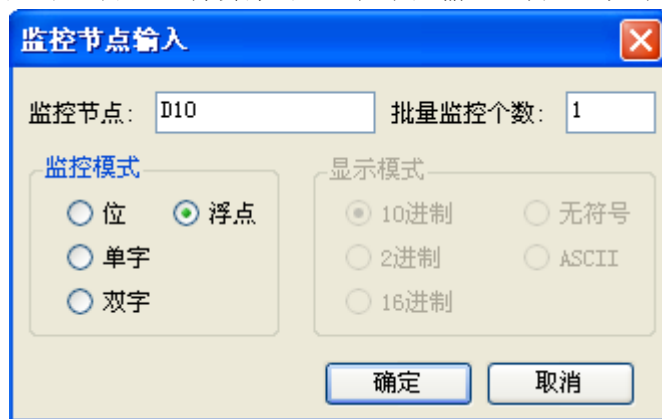 监控节点输入
监控节点: D10 批量监控个数: 1
监控模式 显示模式
位 浮点 10进制 无符号
单字 2进制 ASCII
双字 16进制
确定 取消